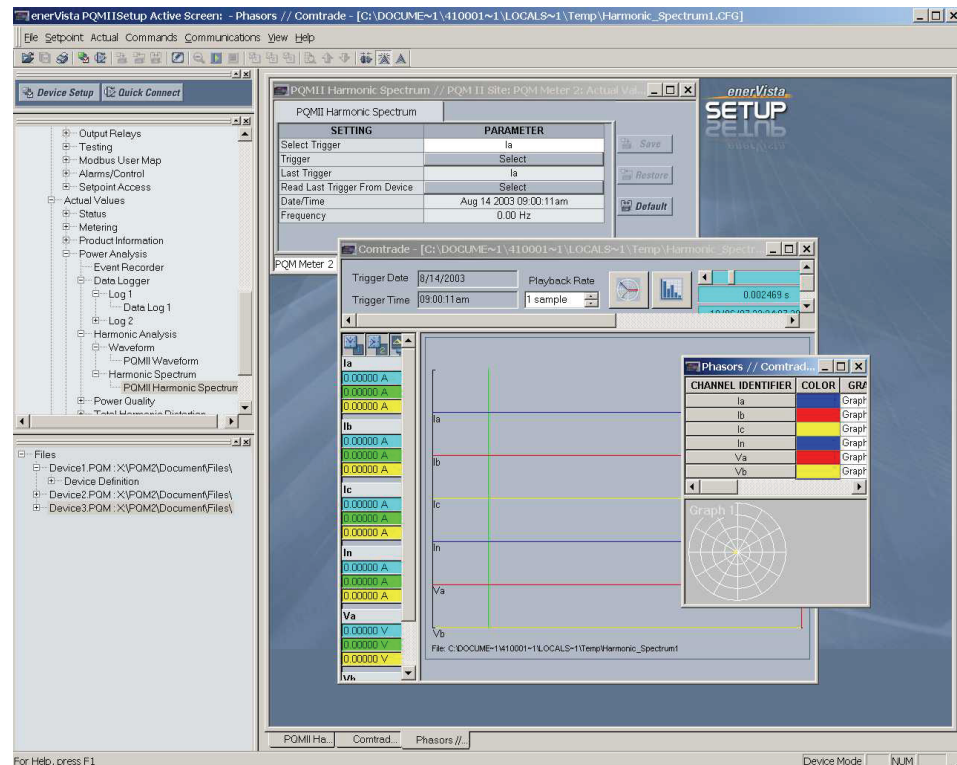 enerVista PQMIISetup Active Screen: - Phasors // Comtrade - [C:\DOCUME~1\410001~1\LOCALS~1\Temp\Harmonic_Spectrum1.CFG]
File Setpoint Actual Commands Communications View Help
Device Setup Quick Connect
Output Relays
Testing
Modbus User Map
Alarms/Control
Setpoint Access
Actual Values
Status
Metering
Product Information
Power Analysis
Event Recorder
Data Logger
Log 1
Data Log 1
Log 2
Harmonic Analysis
Waveform
PQMII Waveform
Harmonic Spectrum
PQMII Harmonic Spectrum
Power Quality
Total Harmonic Distortion
Files
Device1.PQM : X:\PQM2\Document\Files\
Device Definition
Device2.PQM : X:\PQM2\Document\Files\
Device3.PQM : X:\PQM2\Document\Files\
PQMII Harmonic Spectrum // PQM II Site: PQM Meter 2: Actual Val...
PQMII Harmonic Spectrum
SETTING PARAMETER
Select Trigger Ia
Trigger Select
Last Trigger Ia
Read Last Trigger From Device Select
Date/Time Aug 14 2003 09:00:11am
Frequency 0.00 Hz
Save
Restore
Default
PQM Meter 2
enerVista
SETUP
Comtrade - [C:\DOCUME~1\410001~1\LOCALS~1\Temp\Harmonic_Spectr...
Trigger Date 8/14/2003 Playback Rate
Trigger Time 09:00:11am 1 sample
0.002469 s
Ia
0.00000 A
0.00000 A
0.00000 A
Ib
0.00000 A
0.00000 A
0.00000 A
Ic
0.00000 A
0.00000 A
0.00000 A
In
0.00000 A
0.00000 A
0.00000 A
Va
0.00000 V
0.00000 V
0.00000 V
Vb
Ia
Ib
Ic
In
Va
Vb
File: C:\DOCUME~1\410001~1\LOCALS~1\Temp\Harmonic_Spectrum1
Phasors // Comtrad...
CHANNEL IDENTIFIER COLOR GRA
Ia Graph
Ib Graph
Ic Graph
In Graph
Va Graph
Vb Graph
Graph 1
PQMII Ha... Comtrad... Phasors //...
For Help, press F1
Device Mode NUM